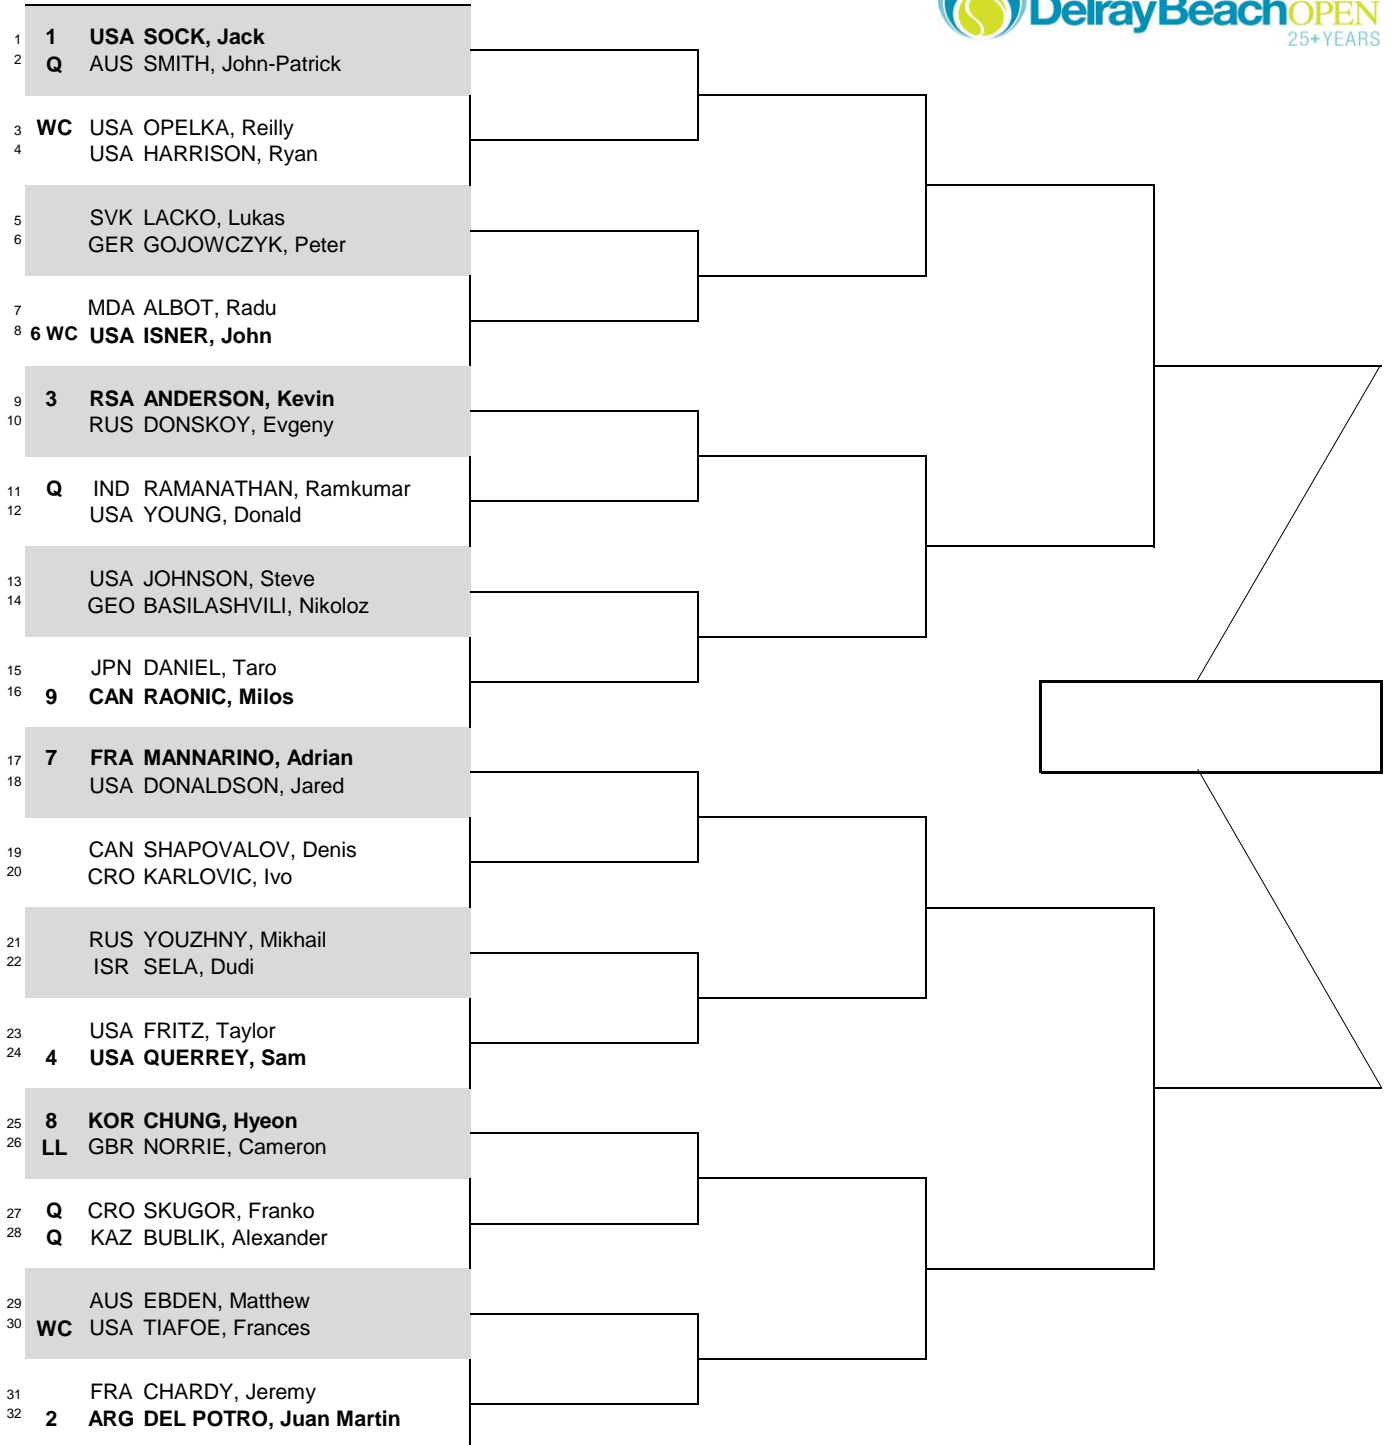 DelrayBeachOPEN
25+YEARS
1 1 USA SOCK, Jack
2 Q AUS SMITH, John-Patrick
3 WC USA OPELKA, Reilly
4 USA HARRISON, Ryan
5 SVK LACKO, Lukas
6 GER GOJOWCZYK, Peter
7 MDA ALBOT, Radu
8 6 WC USA ISNER, John
9 3 RSA ANDERSON, Kevin
10 RUS DONSKOY, Evgeny
11 Q IND RAMANATHAN, Ramkumar
12 USA YOUNG, Donald
13 USA JOHNSON, Steve
14 GEO BASILASHVILI, Nikoloz
15 JPN DANIEL, Taro
16 9 CAN RAONIC, Milos
17 7 FRA MANNARINO, Adrian
18 USA DONALDSON, Jared
19 CAN SHAPOVALOV, Denis
20 CRO KARLOVIC, Ivo
21 RUS YOUZHNY, Mikhail
22 ISR SELA, Dudi
23 USA FRITZ, Taylor
24 4 USA QUERREY, Sam
25 8 KOR CHUNG, Hyeon
26 LL GBR NORRIE, Cameron
27 Q CRO SKUGOR, Franko
28 Q KAZ BUBLIK, Alexander
29 AUS EBDEN, Matthew
30 WC USA TIAFOE, Frances
31 FRA CHARDY, Jeremy
32 2 ARG DEL POTRO, Juan Martin